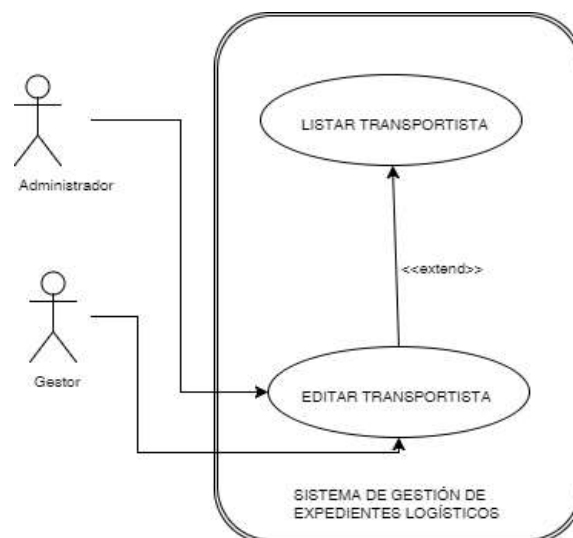 LISTAR TRANSPORTISTA
Administrador
<<extend>>
Gestor
EDITAR TRANSPORTISTA
SISTEMA DE GESTIÓN DE
EXPEDIENTES LOGÍSTICOS